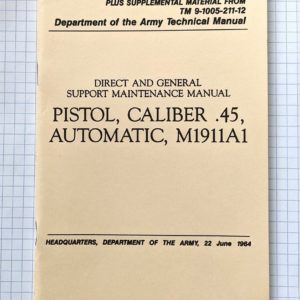 PLUS SUPPLEMENTAL MATERIAL FROM
TM 9-1005-211-12
Department of the Army Technical Manual
DIRECT AND GENERAL
SUPPORT MAINTENANCE MANUAL
PISTOL, CALIBER .45,
AUTOMATIC, M1911A1
HEADQUARTERS, DEPARTMENT OF THE ARMY, 22 June 1964